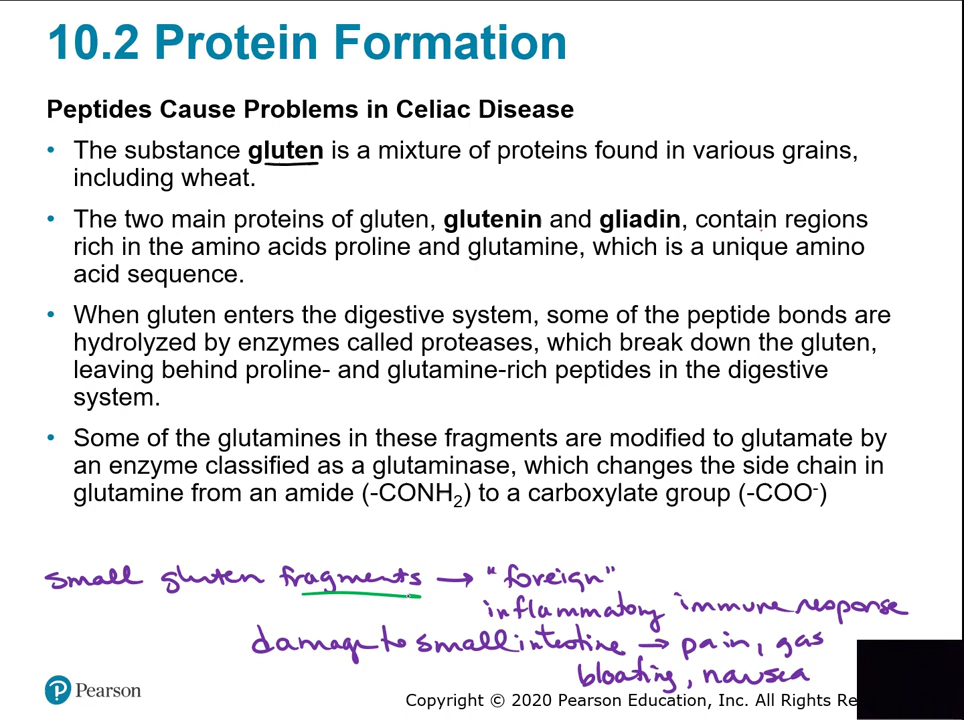 10.2 Protein Formation
Peptides Cause Problems in Celiac Disease
• The substance gluten is a mixture of proteins found in various grains,
including wheat.
• The two main proteins of gluten, glutenin and gliadin, contain regions
rich in the amino acids proline and glutamine, which is a unique amino
acid sequence.
• When gluten enters the digestive system, some of the peptide bonds are
hydrolyzed by enzymes called proteases, which break down the gluten,
leaving behind proline- and glutamine-rich peptides in the digestive
system.
• Some of the glutamines in these fragments are modified to glutamate by
an enzyme classified as a glutaminase, which changes the side chain in
glutamine from an amide (-CONH₂) to a carboxylate group (-COO⁻)
small gluten fragments → "foreign"
inflammatory immune response
damage to small intestine → pain, gas
bloating, nausea
P Pearson
Copyright © 2020 Pearson Education, Inc. All Rights Re